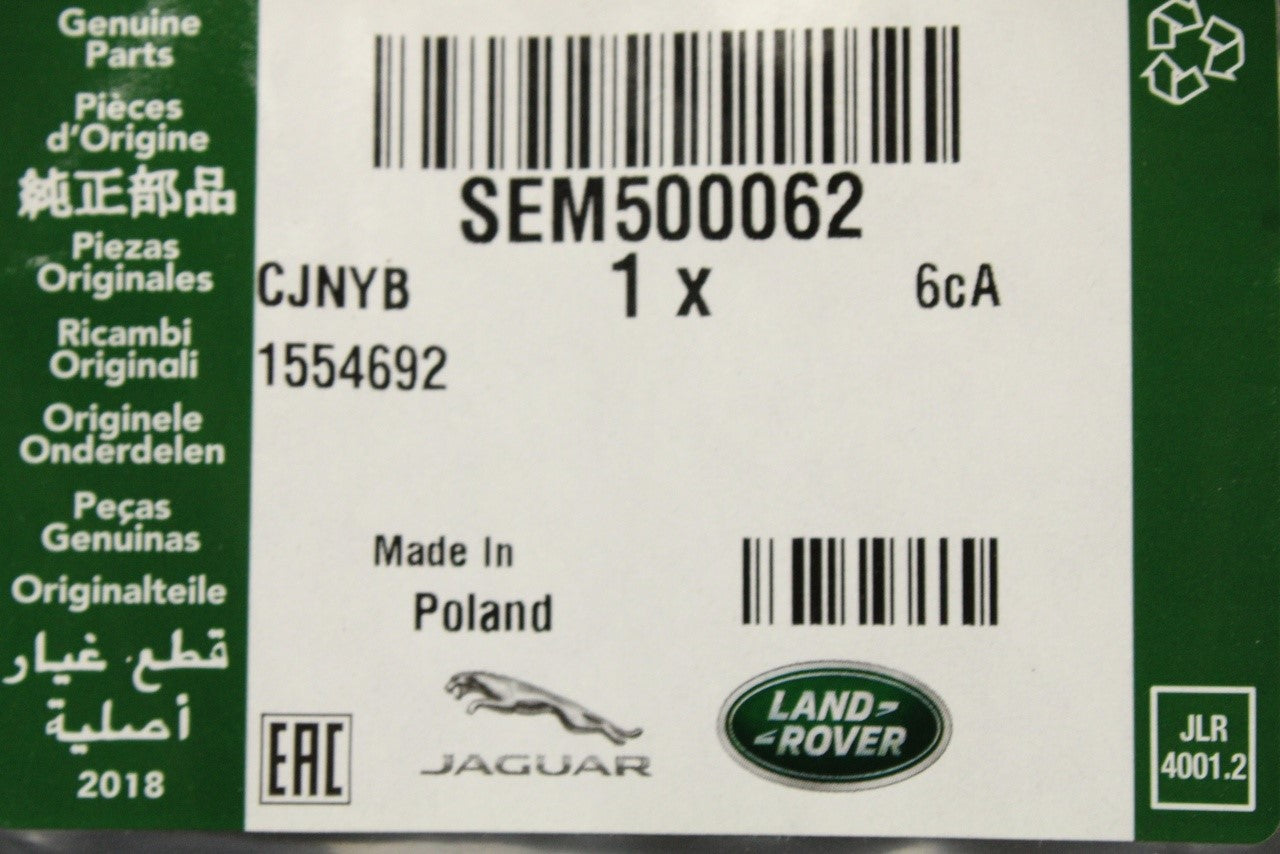 Genuine
Parts
Pièces
d'Origine
純正部品
Piezas
Originales
Ricambi
Originali
Originele
Onderdelen
Peças
Genuinas
Originalteile
قطع غيار
أصلية
2018
SEM500062
CJNYB 1 x 6cA
1554692
Made In
Poland
EAC
JAGUAR
LAND-
-ROVER
JLR
4001.2